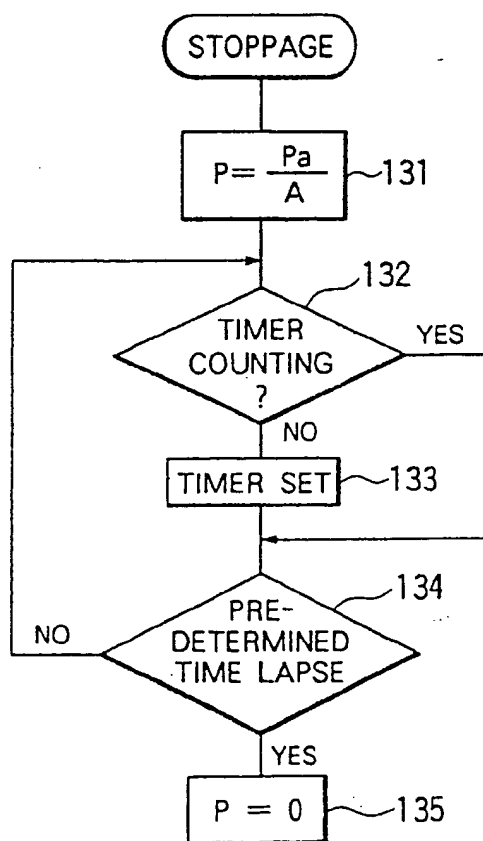 STOPPAGE
P= Pa/A
131
132
TIMER
COUNTING
?
YES
NO
TIMER SET
133
134
PRE-
DETERMINED
TIME LAPSE
NO
YES
P = 0
135